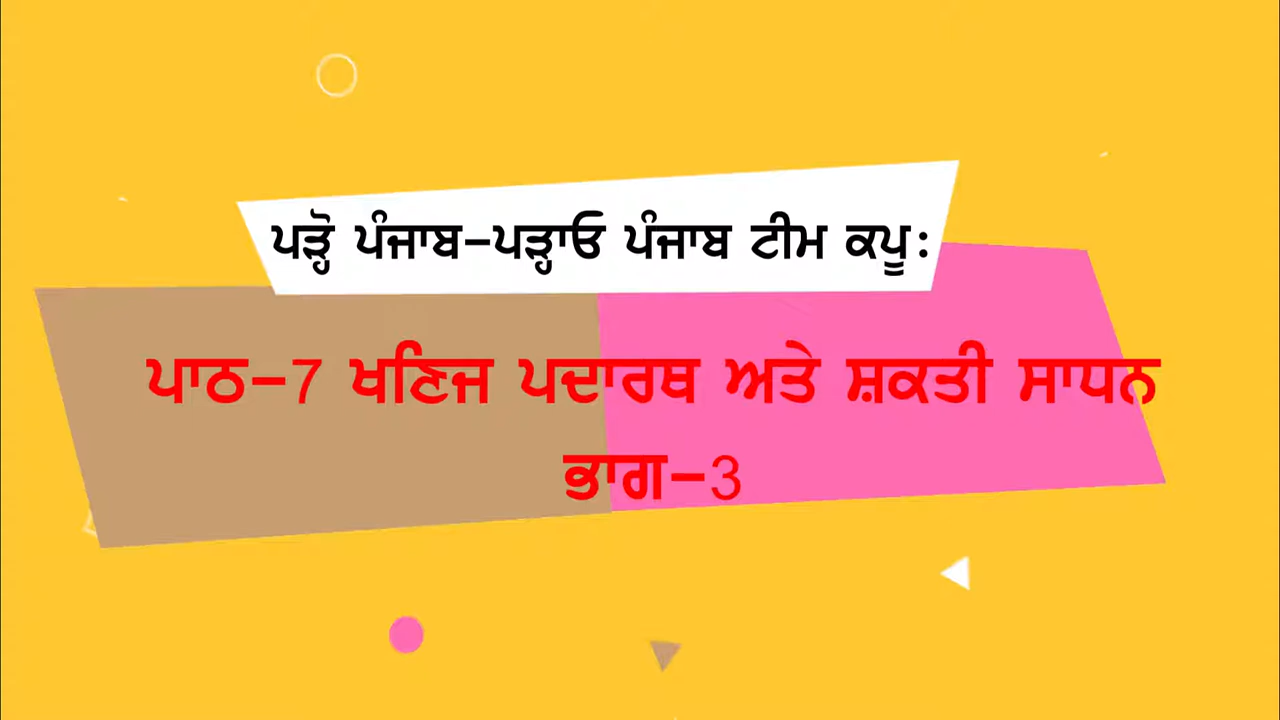 ਪੜ੍ਹੋ ਪੰਜਾਬ-ਪੜ੍ਹਾਓ ਪੰਜਾਬ ਟੀਮ ਕਪੂ:
ਪਾਠ-7 ਖਣਿਜ ਪਦਾਰਥ ਅਤੇ ਸ਼ਕਤੀ ਸਾਧਨ
ਭਾਗ-3